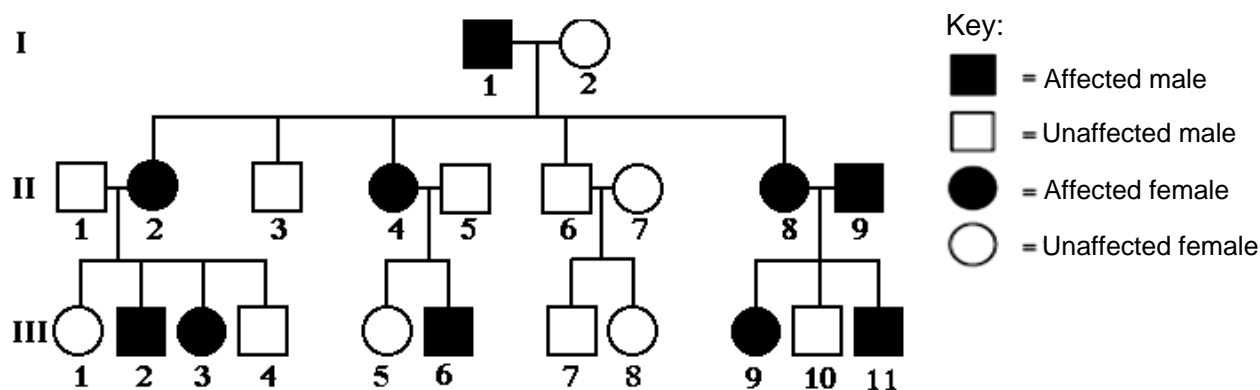 I
1 2
II
1 2 3 4 5 6 7 8 9
III
1 2 3 4 5 6 7 8 9 10 11
Key:
= Affected male
= Unaffected male
= Affected female
= Unaffected female